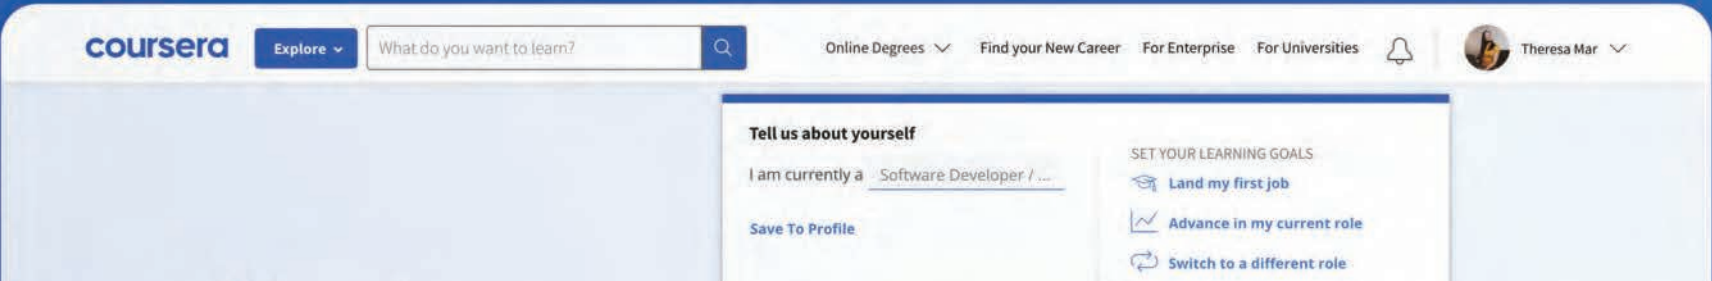 coursera
Explore
What do you want to learn?
Online Degrees
Find your New Career
For Enterprise
For Universities
Theresa Mar
Tell us about yourself
I am currently a Software Developer / ...
Save To Profile
SET YOUR LEARNING GOALS
Land my first job
Advance in my current role
Switch to a different role